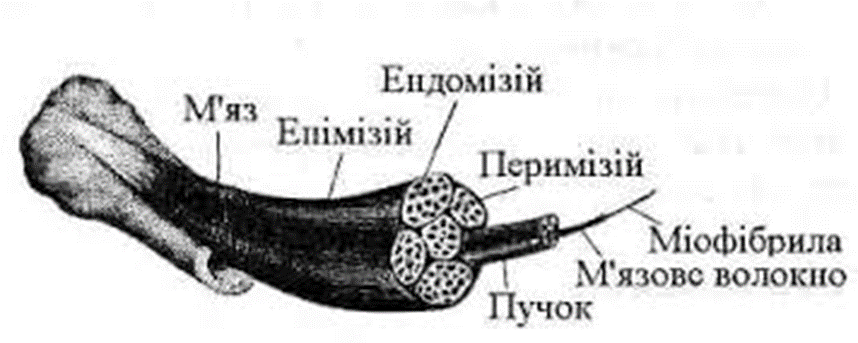 Ендомізій
М'яз
Епімізій
Перимізій
Міофібрила
М'язове волокно
Пучок